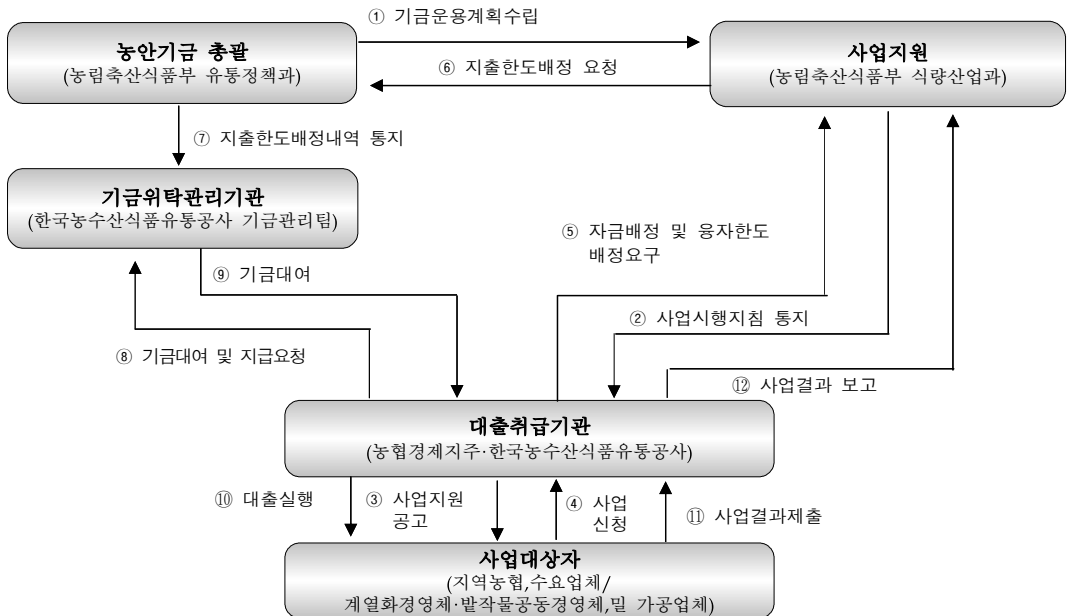 ① 기금운용계획수립
농안기금 총괄
(농림축산식품부 유통정책과)
사업지원
(농림축산식품부 식량산업과)
⑥ 지출한도배정 요청
⑦ 지출한도배정내역 통지
기금위탁관리기관
(한국농수산식품유통공사 기금관리팀)
⑤ 자금배정 및 융자한도
배정요구
⑨ 기금대여
② 사업시행지침 통지
⑧ 기금대여 및 지급요청
⑫ 사업결과 보고
대출취급기관
(농협경제지주·한국농수산식품유통공사)
⑩ 대출실행
③ 사업지원
공고
④ 사업
신청
⑪ 사업결과제출
사업대상자
(지역농협,수요업체/
계열화경영체·밭작물공동경영체,밀 가공업체)